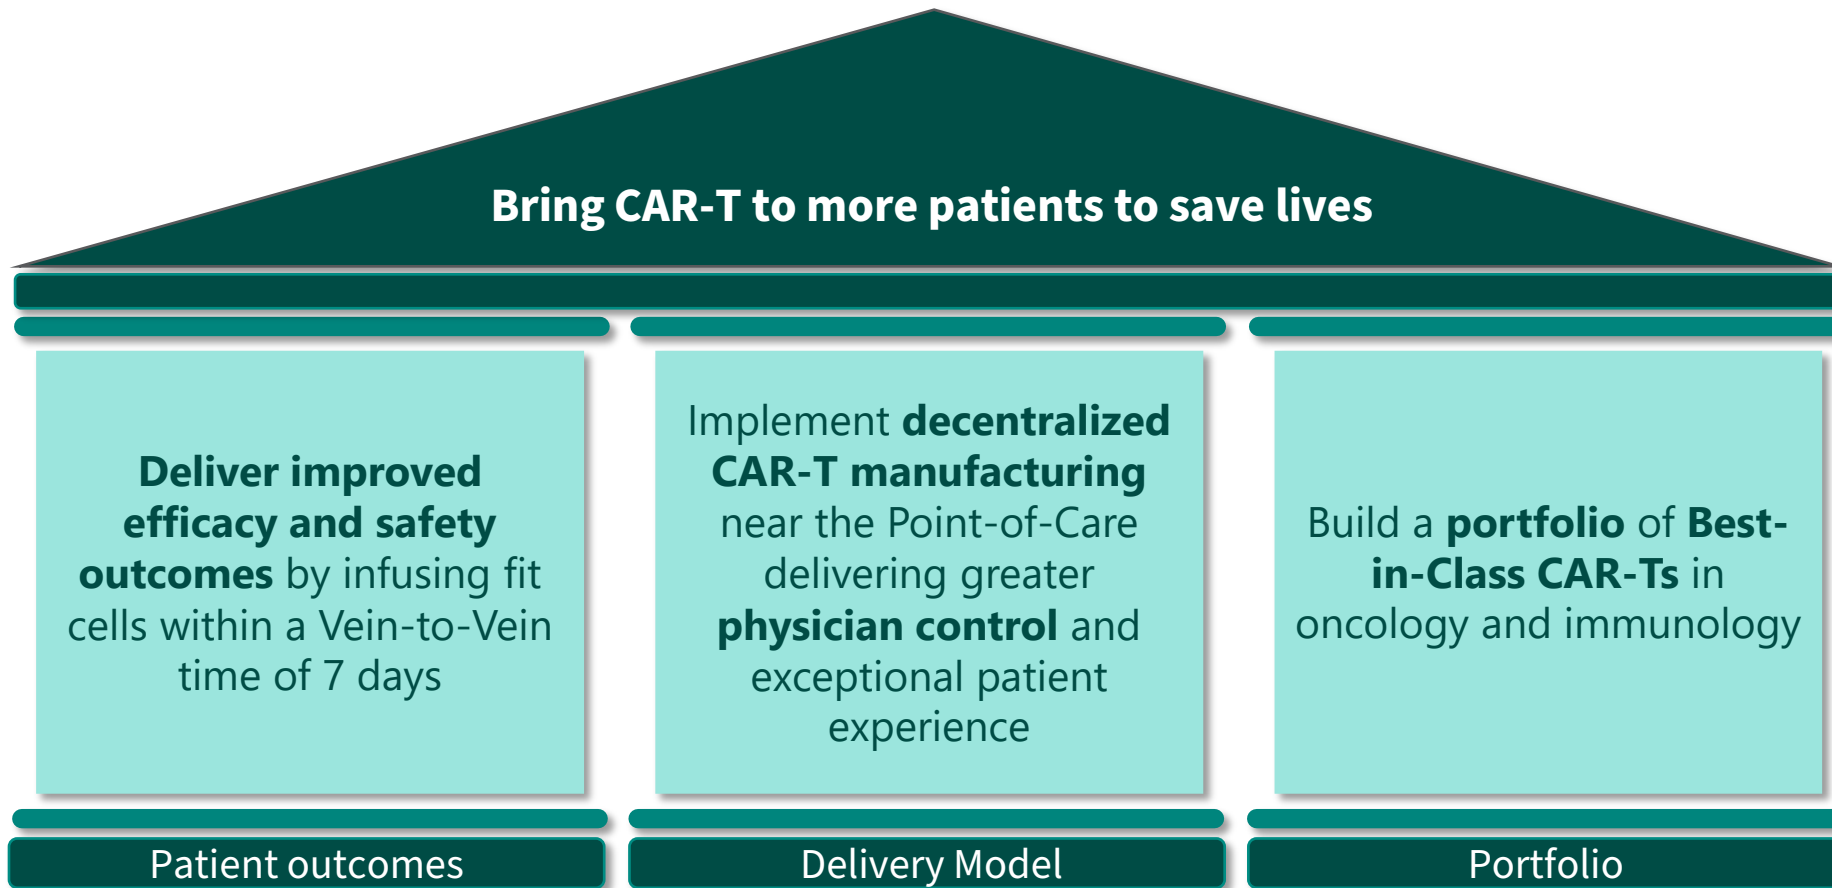 Bring CAR-T to more patients to save lives
Deliver improved
efficacy and safety
outcomes by infusing fit
cells within a Vein-to-Vein
time of 7 days
Implement decentralized
CAR-T manufacturing
near the Point-of-Care
delivering greater
physician control and
exceptional patient
experience
Build a portfolio of Best-
in-Class CAR-Ts in
oncology and immunology
Patient outcomes
Delivery Model
Portfolio